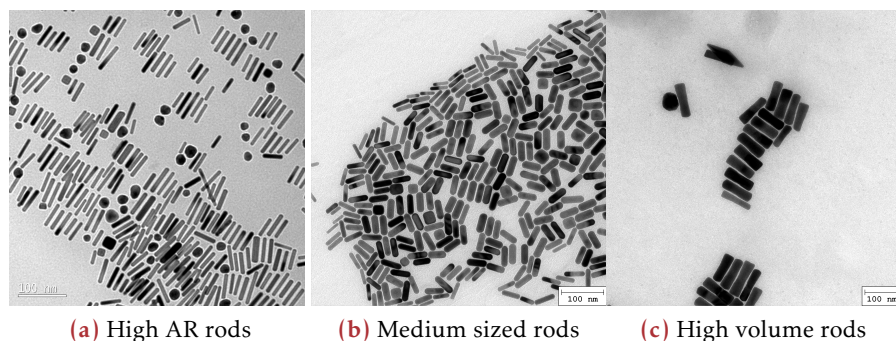 100 nm
100 nm
100 nm
(a) High AR rods
(b) Medium sized rods
(c) High volume rods